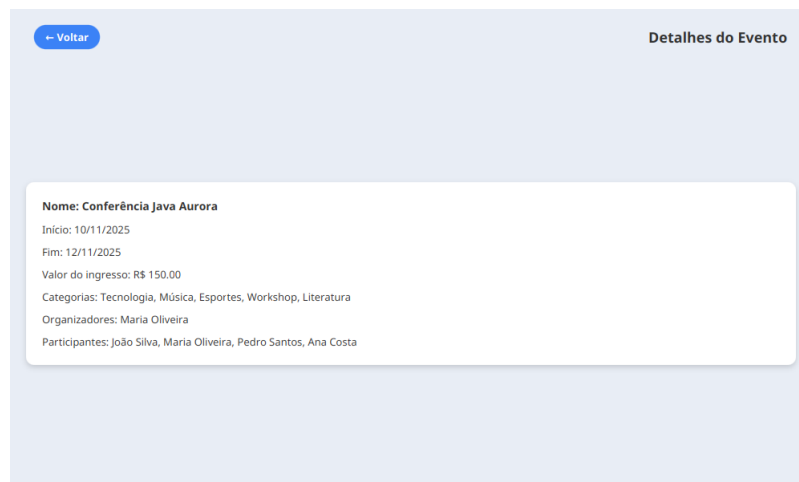 ← Voltar
Detalhes do Evento
Nome: Conferência Java Aurora
Início: 10/11/2025
Fim: 12/11/2025
Valor do ingresso: R$ 150.00
Categorias: Tecnologia, Música, Esportes, Workshop, Literatura
Organizadores: Maria Oliveira
Participantes: João Silva, Maria Oliveira, Pedro Santos, Ana Costa